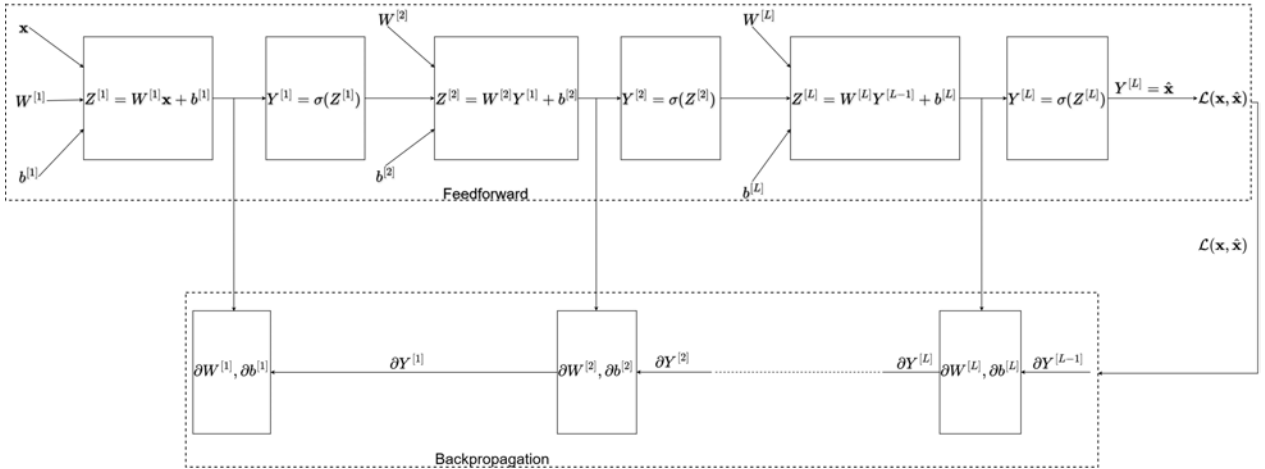 W^{[2]}
W^{[L]}
𝐱
W^{[1]}
Z^{[1]} = W^{[1]}𝐱 + b^{[1]}
Y^{[1]} = σ(Z^{[1]})
Z^{[2]} = W^{[2]}Y^{[1]} + b^{[2]}
Y^{[2]} = σ(Z^{[2]})
Z^{[L]} = W^{[L]}Y^{[L-1]} + b^{[L]}
Y^{[L]} = σ(Z^{[L]})
Y^{[L]} = 𝐱̂
ℒ(𝐱, 𝐱̂)
b^{[1]}
b^{[2]}
b^{[L]}
Feedforward
ℒ(𝐱, 𝐱̂)
∂W^{[1]}, ∂b^{[1]}
∂Y^{[1]}
∂W^{[2]}, ∂b^{[2]}
∂Y^{[2]}
∂Y^{[L]}
∂W^{[L]}, ∂b^{[L]}
∂Y^{[L-1]}
Backpropagation